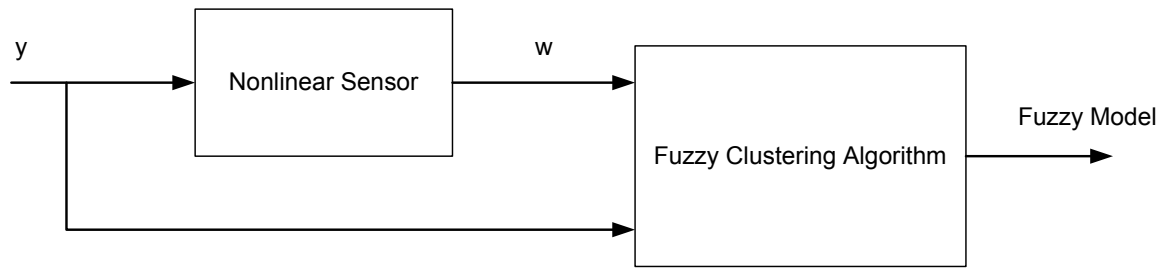 y
Nonlinear Sensor
w
Fuzzy Clustering Algorithm
Fuzzy Model